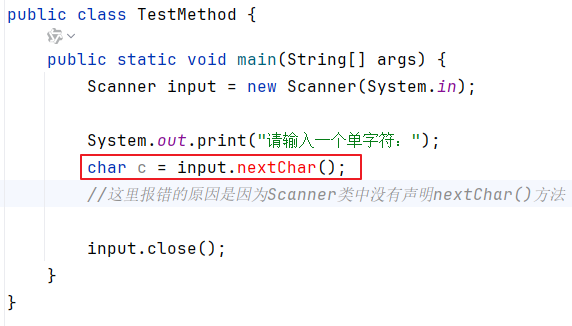 public class TestMethod {
public static void main(String[] args) {
Scanner input = new Scanner(System.in);
System.out.print("请输入一个单字符：");
char c = input.nextChar();
//这里报错的原因是因为Scanner类中没有声明nextChar()方法
input.close();
}
}